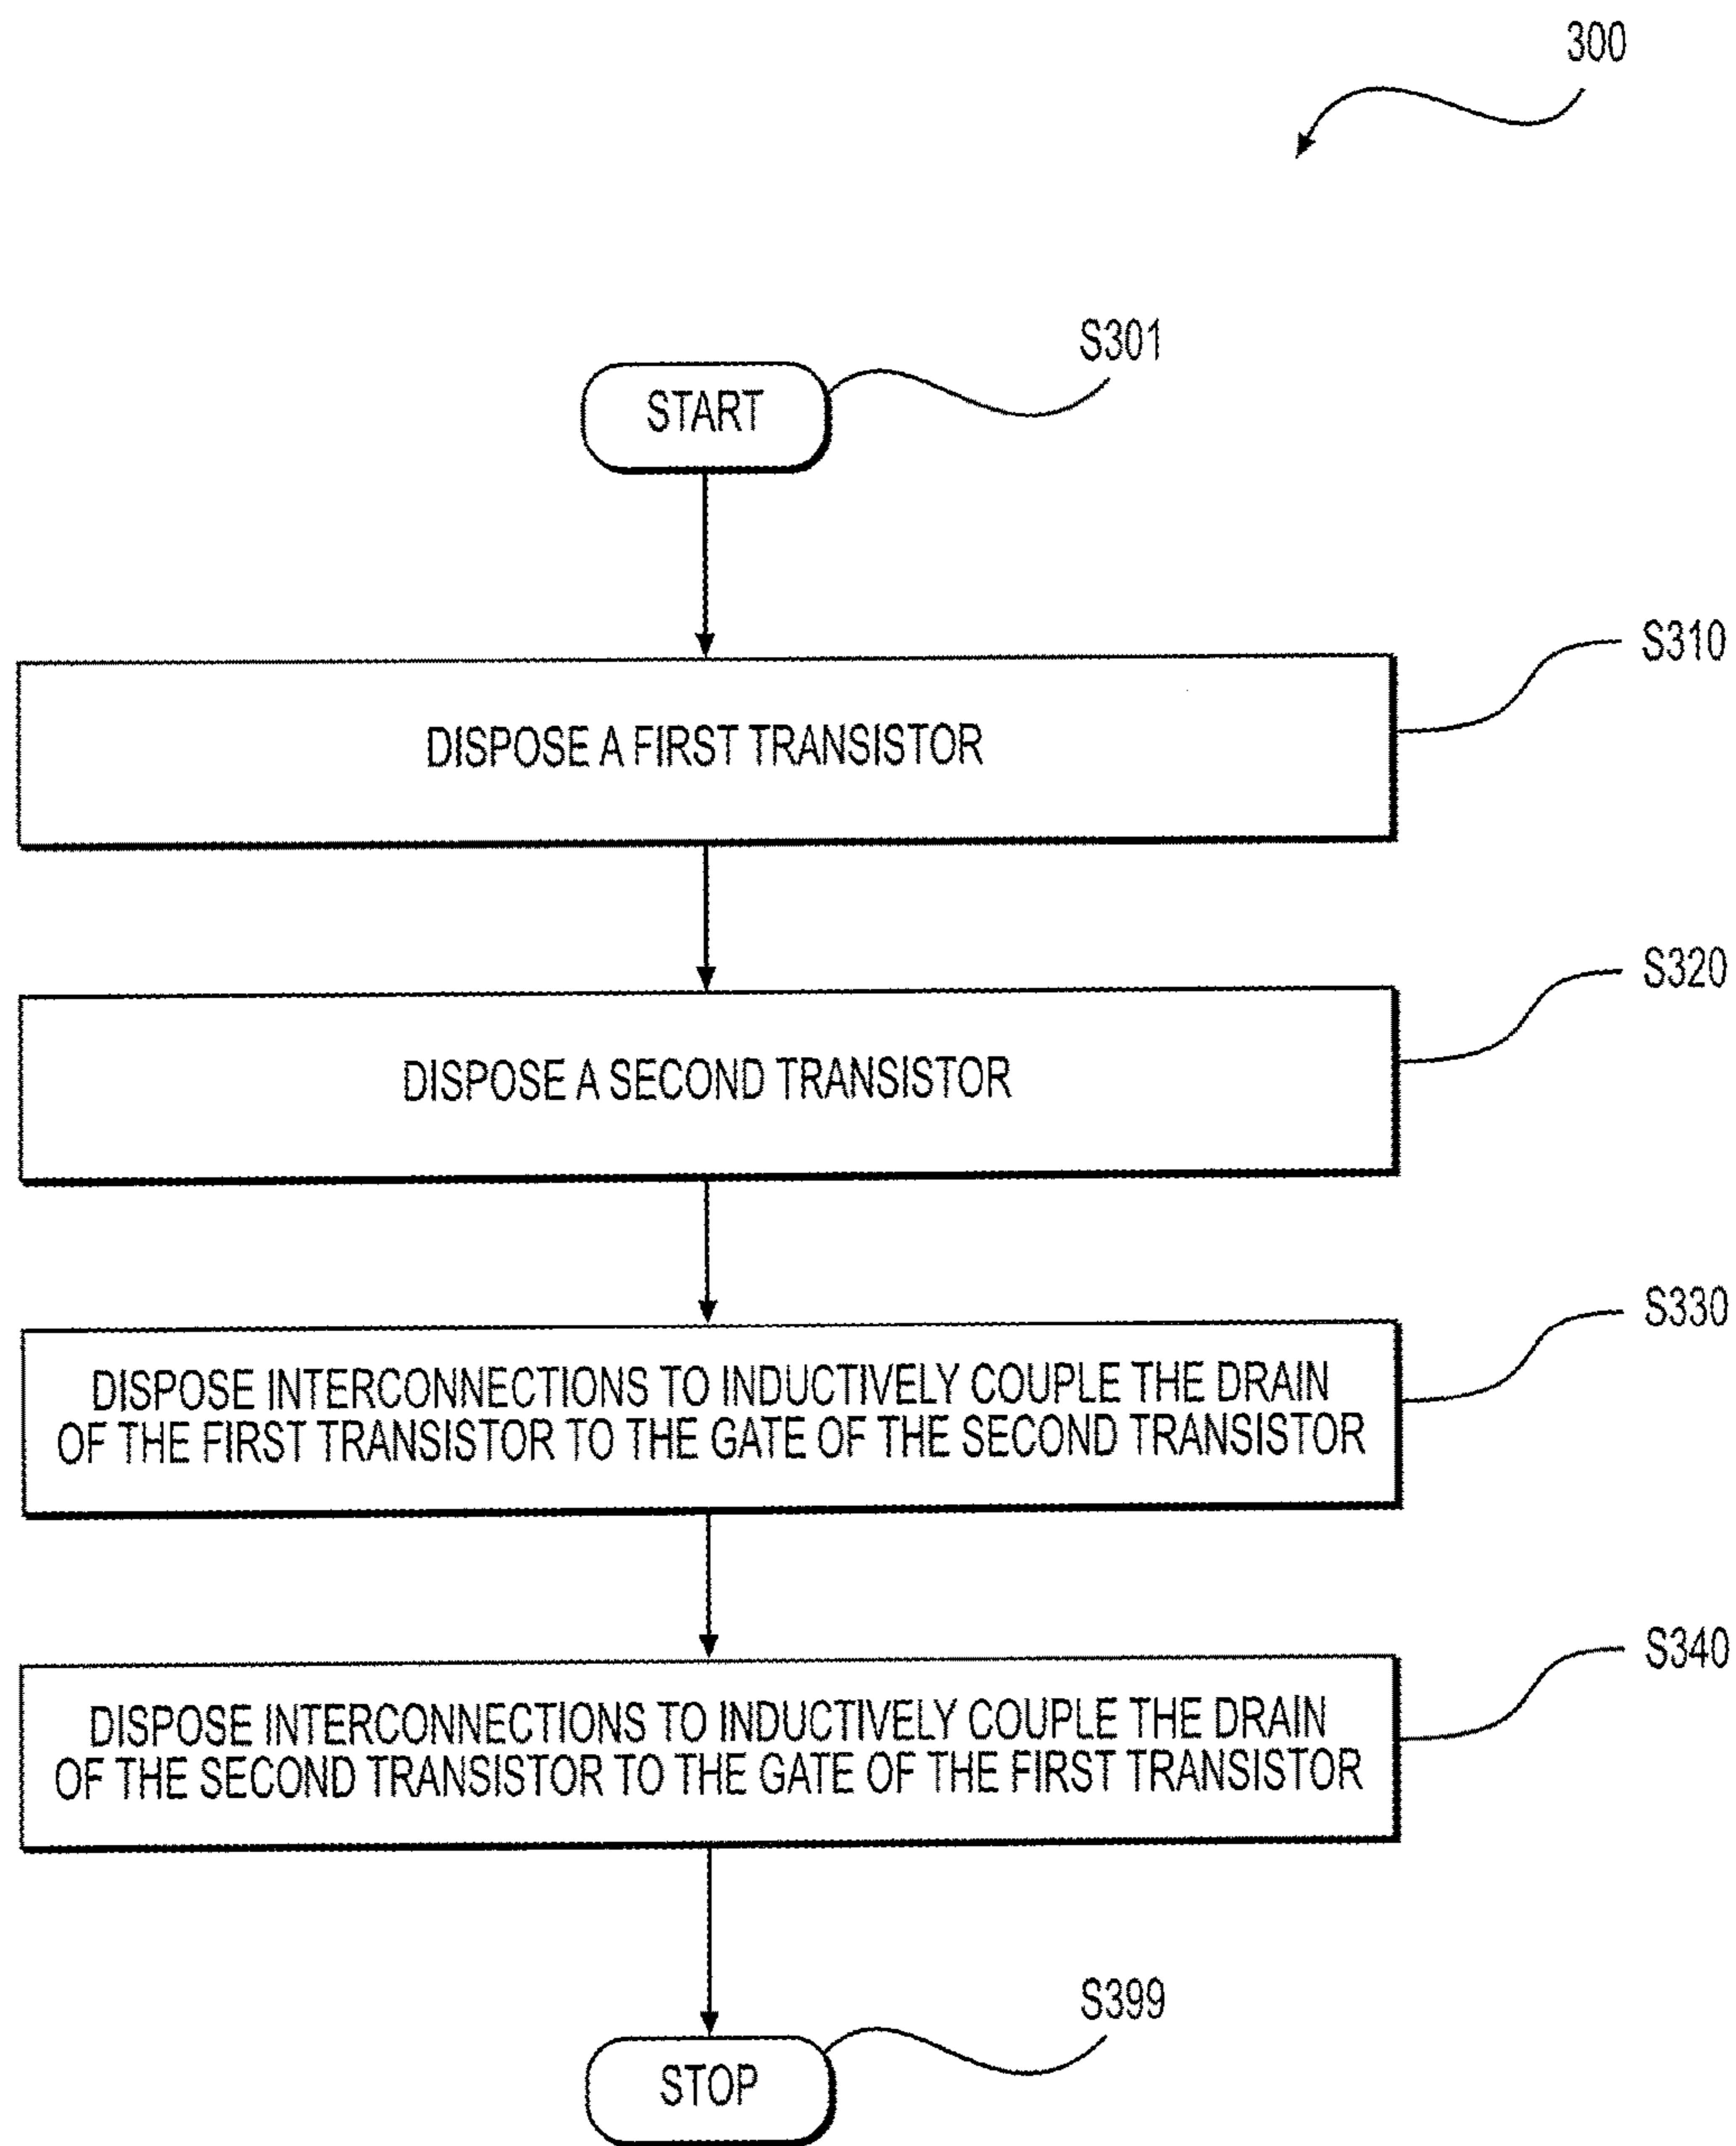 300
S301
START
S310
DISPOSE A FIRST TRANSISTOR
S320
DISPOSE A SECOND TRANSISTOR
S330
DISPOSE INTERCONNECTIONS TO INDUCTIVELY COUPLE THE DRAIN
OF THE FIRST TRANSISTOR TO THE GATE OF THE SECOND TRANSISTOR
S340
DISPOSE INTERCONNECTIONS TO INDUCTIVELY COUPLE THE DRAIN
OF THE SECOND TRANSISTOR TO THE GATE OF THE FIRST TRANSISTOR
S399
STOP